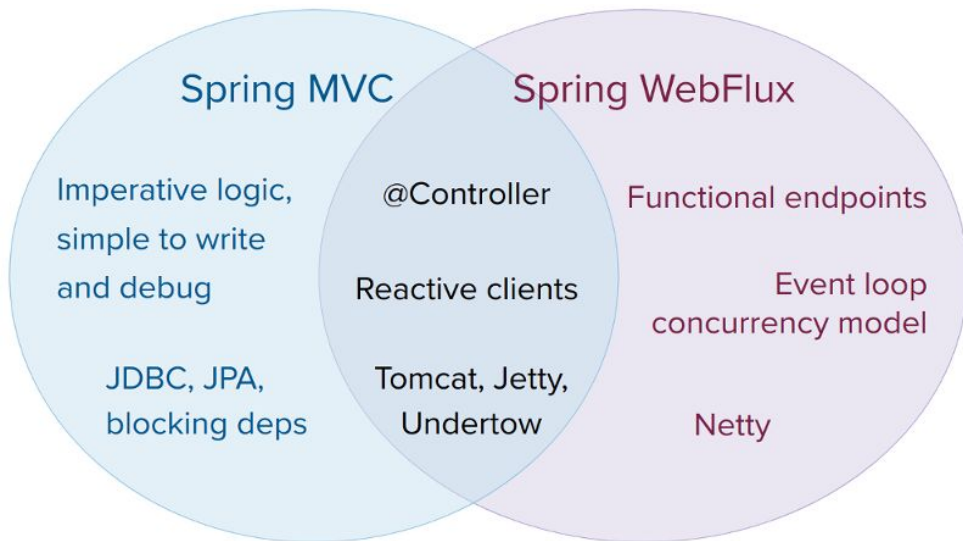 Spring MVC
Spring WebFlux
Imperative logic,
simple to write
and debug
JDBC, JPA,
blocking deps
@Controller
Reactive clients
Tomcat, Jetty,
Undertow
Functional endpoints
Event loop
concurrency model
Netty